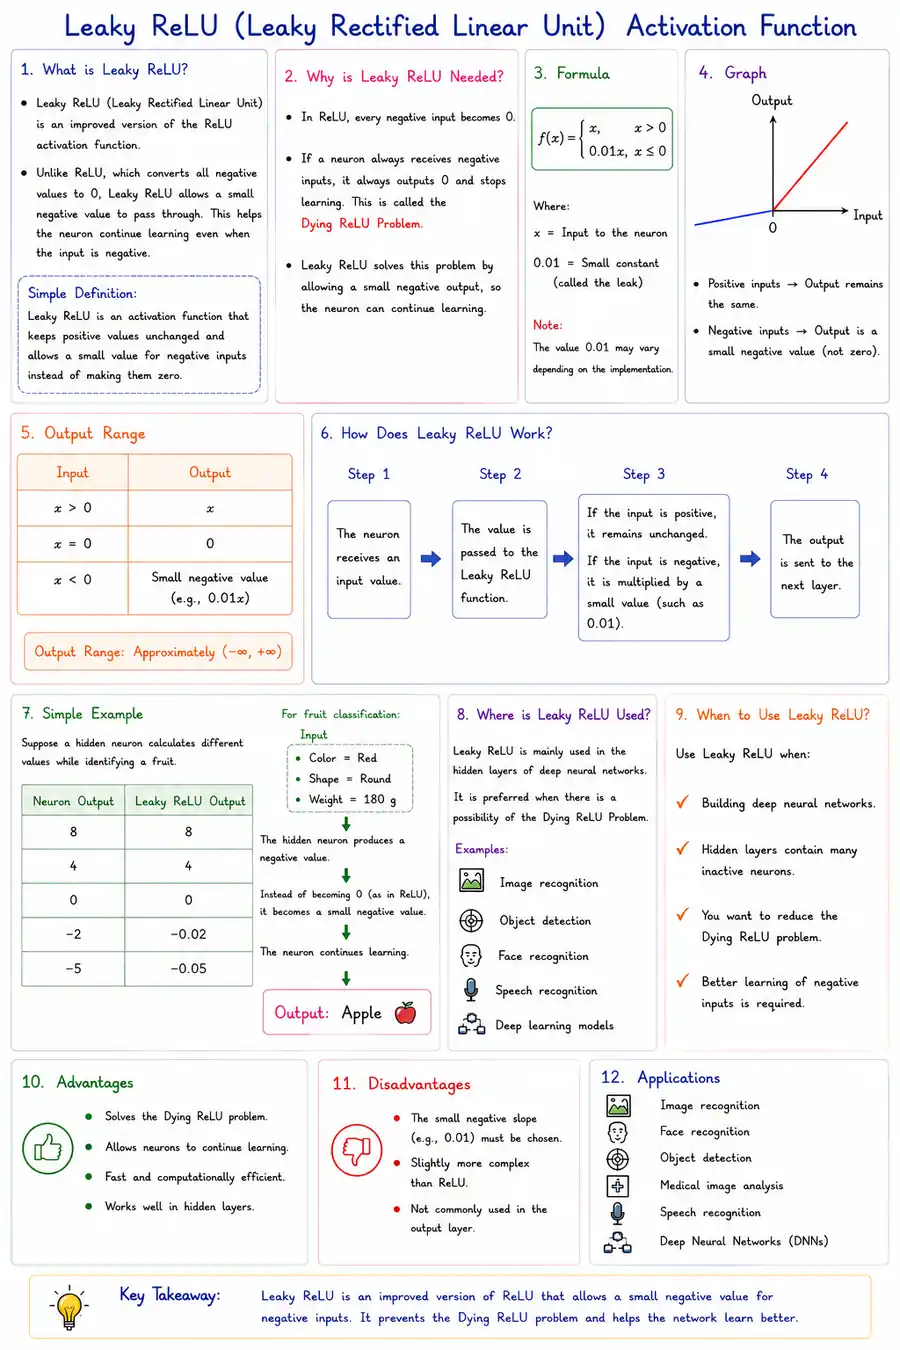 Leaky ReLU (Leaky Rectified Linear Unit) Activation Function
1. What is Leaky ReLU?
• Leaky ReLU (Leaky Rectified Linear Unit)
is an improved version of the ReLU
activation function.
• Unlike ReLU, which converts all negative
values to 0, Leaky ReLU allows a small
negative value to pass through. This helps
the neuron continue learning even when
the input is negative.
Simple Definition:
Leaky ReLU is an activation function that
keeps positive values unchanged and
allows a small value for negative inputs
instead of making them zero.
2. Why is Leaky ReLU Needed?
• In ReLU, every negative input becomes 0.
• If a neuron always receives negative
inputs, it always outputs 0 and stops
learning. This is called the
Dying ReLU Problem.
• Leaky ReLU solves this problem by
allowing a small negative output, so
the neuron can continue learning.
3. Formula
f(x) = { x, x > 0
0.01x, x ≤ 0
Where:
x = Input to the neuron
0.01 = Small constant
(called the leak)
Note:
The value 0.01 may vary
depending on the implementation.
4. Graph
Output
Input
0
• Positive inputs → Output remains
the same.
• Negative inputs → Output is a
small negative value (not zero).
5. Output Range
Input Output
x > 0 x
x = 0 0
x < 0 Small negative value
(e.g., 0.01x)
Output Range: Approximately (−∞, +∞)
6. How Does Leaky ReLU Work?
Step 1
The neuron
receives an
input value.
Step 2
The value is
passed to the
Leaky ReLU
function.
Step 3
If the input is positive,
it remains unchanged.
If the input is negative,
it is multiplied by a
small value (such as
0.01).
Step 4
The output
is sent to the
next layer.
7. Simple Example
Suppose a hidden neuron calculates different
values while identifying a fruit.
Neuron Output Leaky ReLU Output
8 8
4 4
0 0
−2 −0.02
−5 −0.05
For fruit classification:
Input
• Color = Red
• Shape = Round
• Weight = 180 g
The hidden neuron produces a
negative value.
Instead of becoming 0 (as in ReLU),
it becomes a small negative value.
The neuron continues learning.
Output: Apple
8. Where is Leaky ReLU Used?
Leaky ReLU is mainly used in the
hidden layers of deep neural networks.
It is preferred when there is a
possibility of the Dying ReLU Problem.
Examples:
Image recognition
Object detection
Face recognition
Speech recognition
Deep learning models
9. When to Use Leaky ReLU?
Use Leaky ReLU when:
✓ Building deep neural networks.
✓ Hidden layers contain many
inactive neurons.
✓ You want to reduce the
Dying ReLU problem.
✓ Better learning of negative
inputs is required.
10. Advantages
• Solves the Dying ReLU problem.
• Allows neurons to continue learning.
• Fast and computationally efficient.
• Works well in hidden layers.
11. Disadvantages
• The small negative slope
(e.g., 0.01) must be chosen.
• Slightly more complex
than ReLU.
• Not commonly used in the
output layer.
12. Applications
Image recognition
Face recognition
Object detection
Medical image analysis
Speech recognition
Deep Neural Networks (DNNs)
Key Takeaway:
Leaky ReLU is an improved version of ReLU that allows a small negative value for
negative inputs. It prevents the Dying ReLU problem and helps the network learn better.